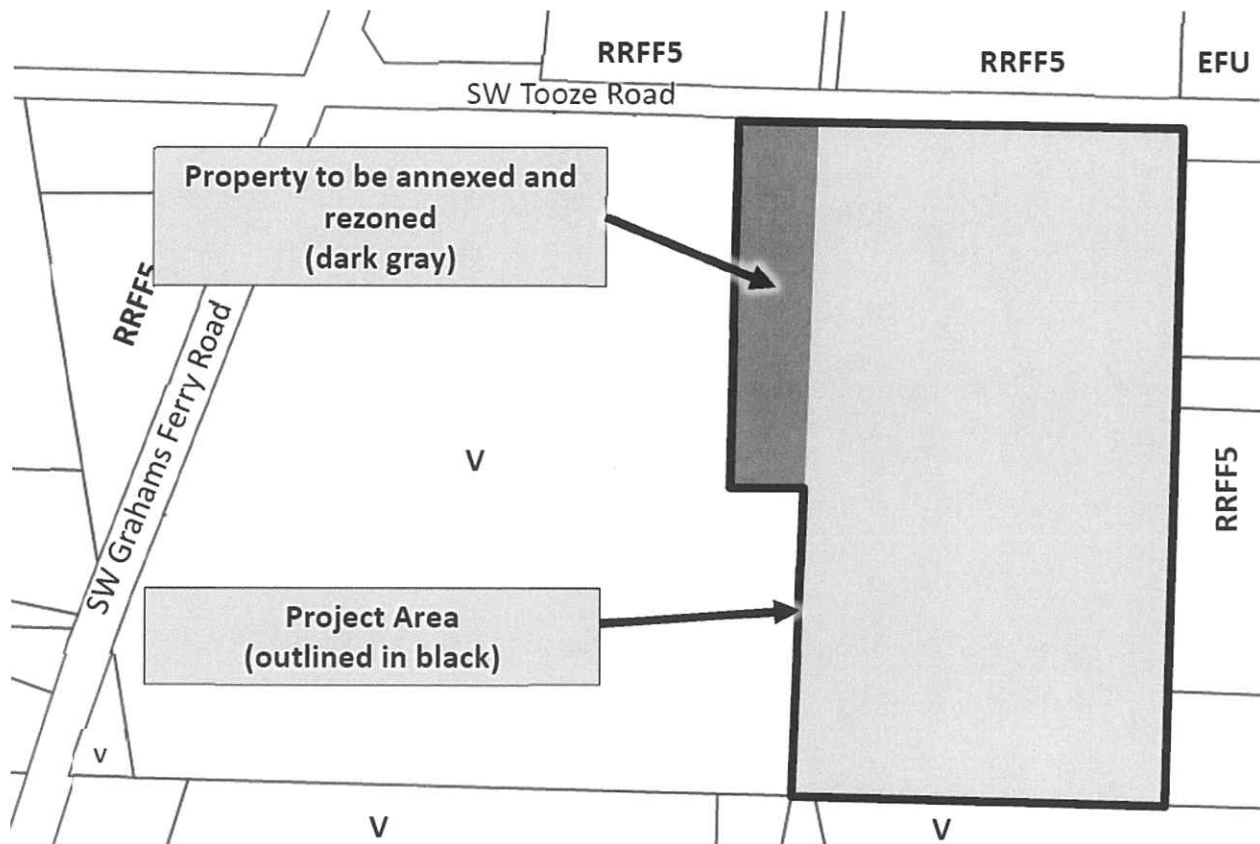 RRFF5
RRFF5
EFU
SW Tooze Road
Property to be annexed and
rezoned
(dark gray)
RRFF5
SW Grahams Ferry Road
V
RRFF5
Project Area
(outlined in black)
V
V
V